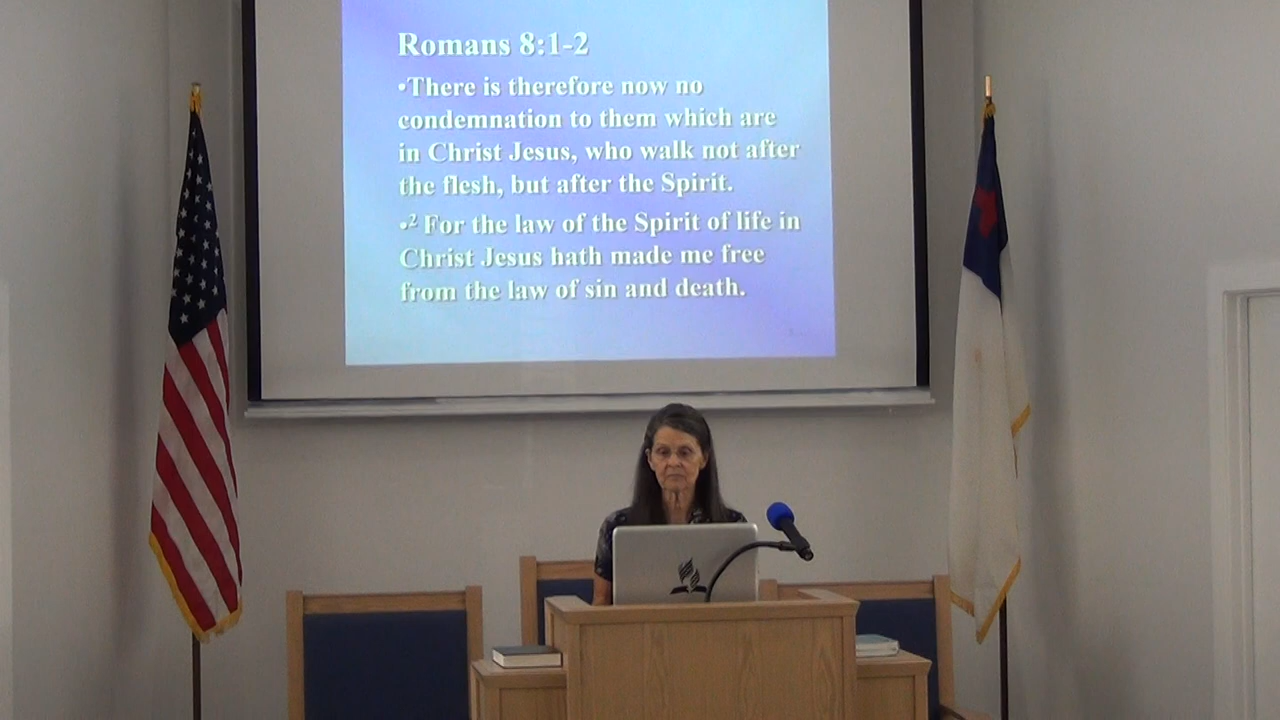 Romans 8:1-2
•There is therefore now no
condemnation to them which are
in Christ Jesus, who walk not after
the flesh, but after the Spirit.
•² For the law of the Spirit of life in
Christ Jesus hath made me free
from the law of sin and death.